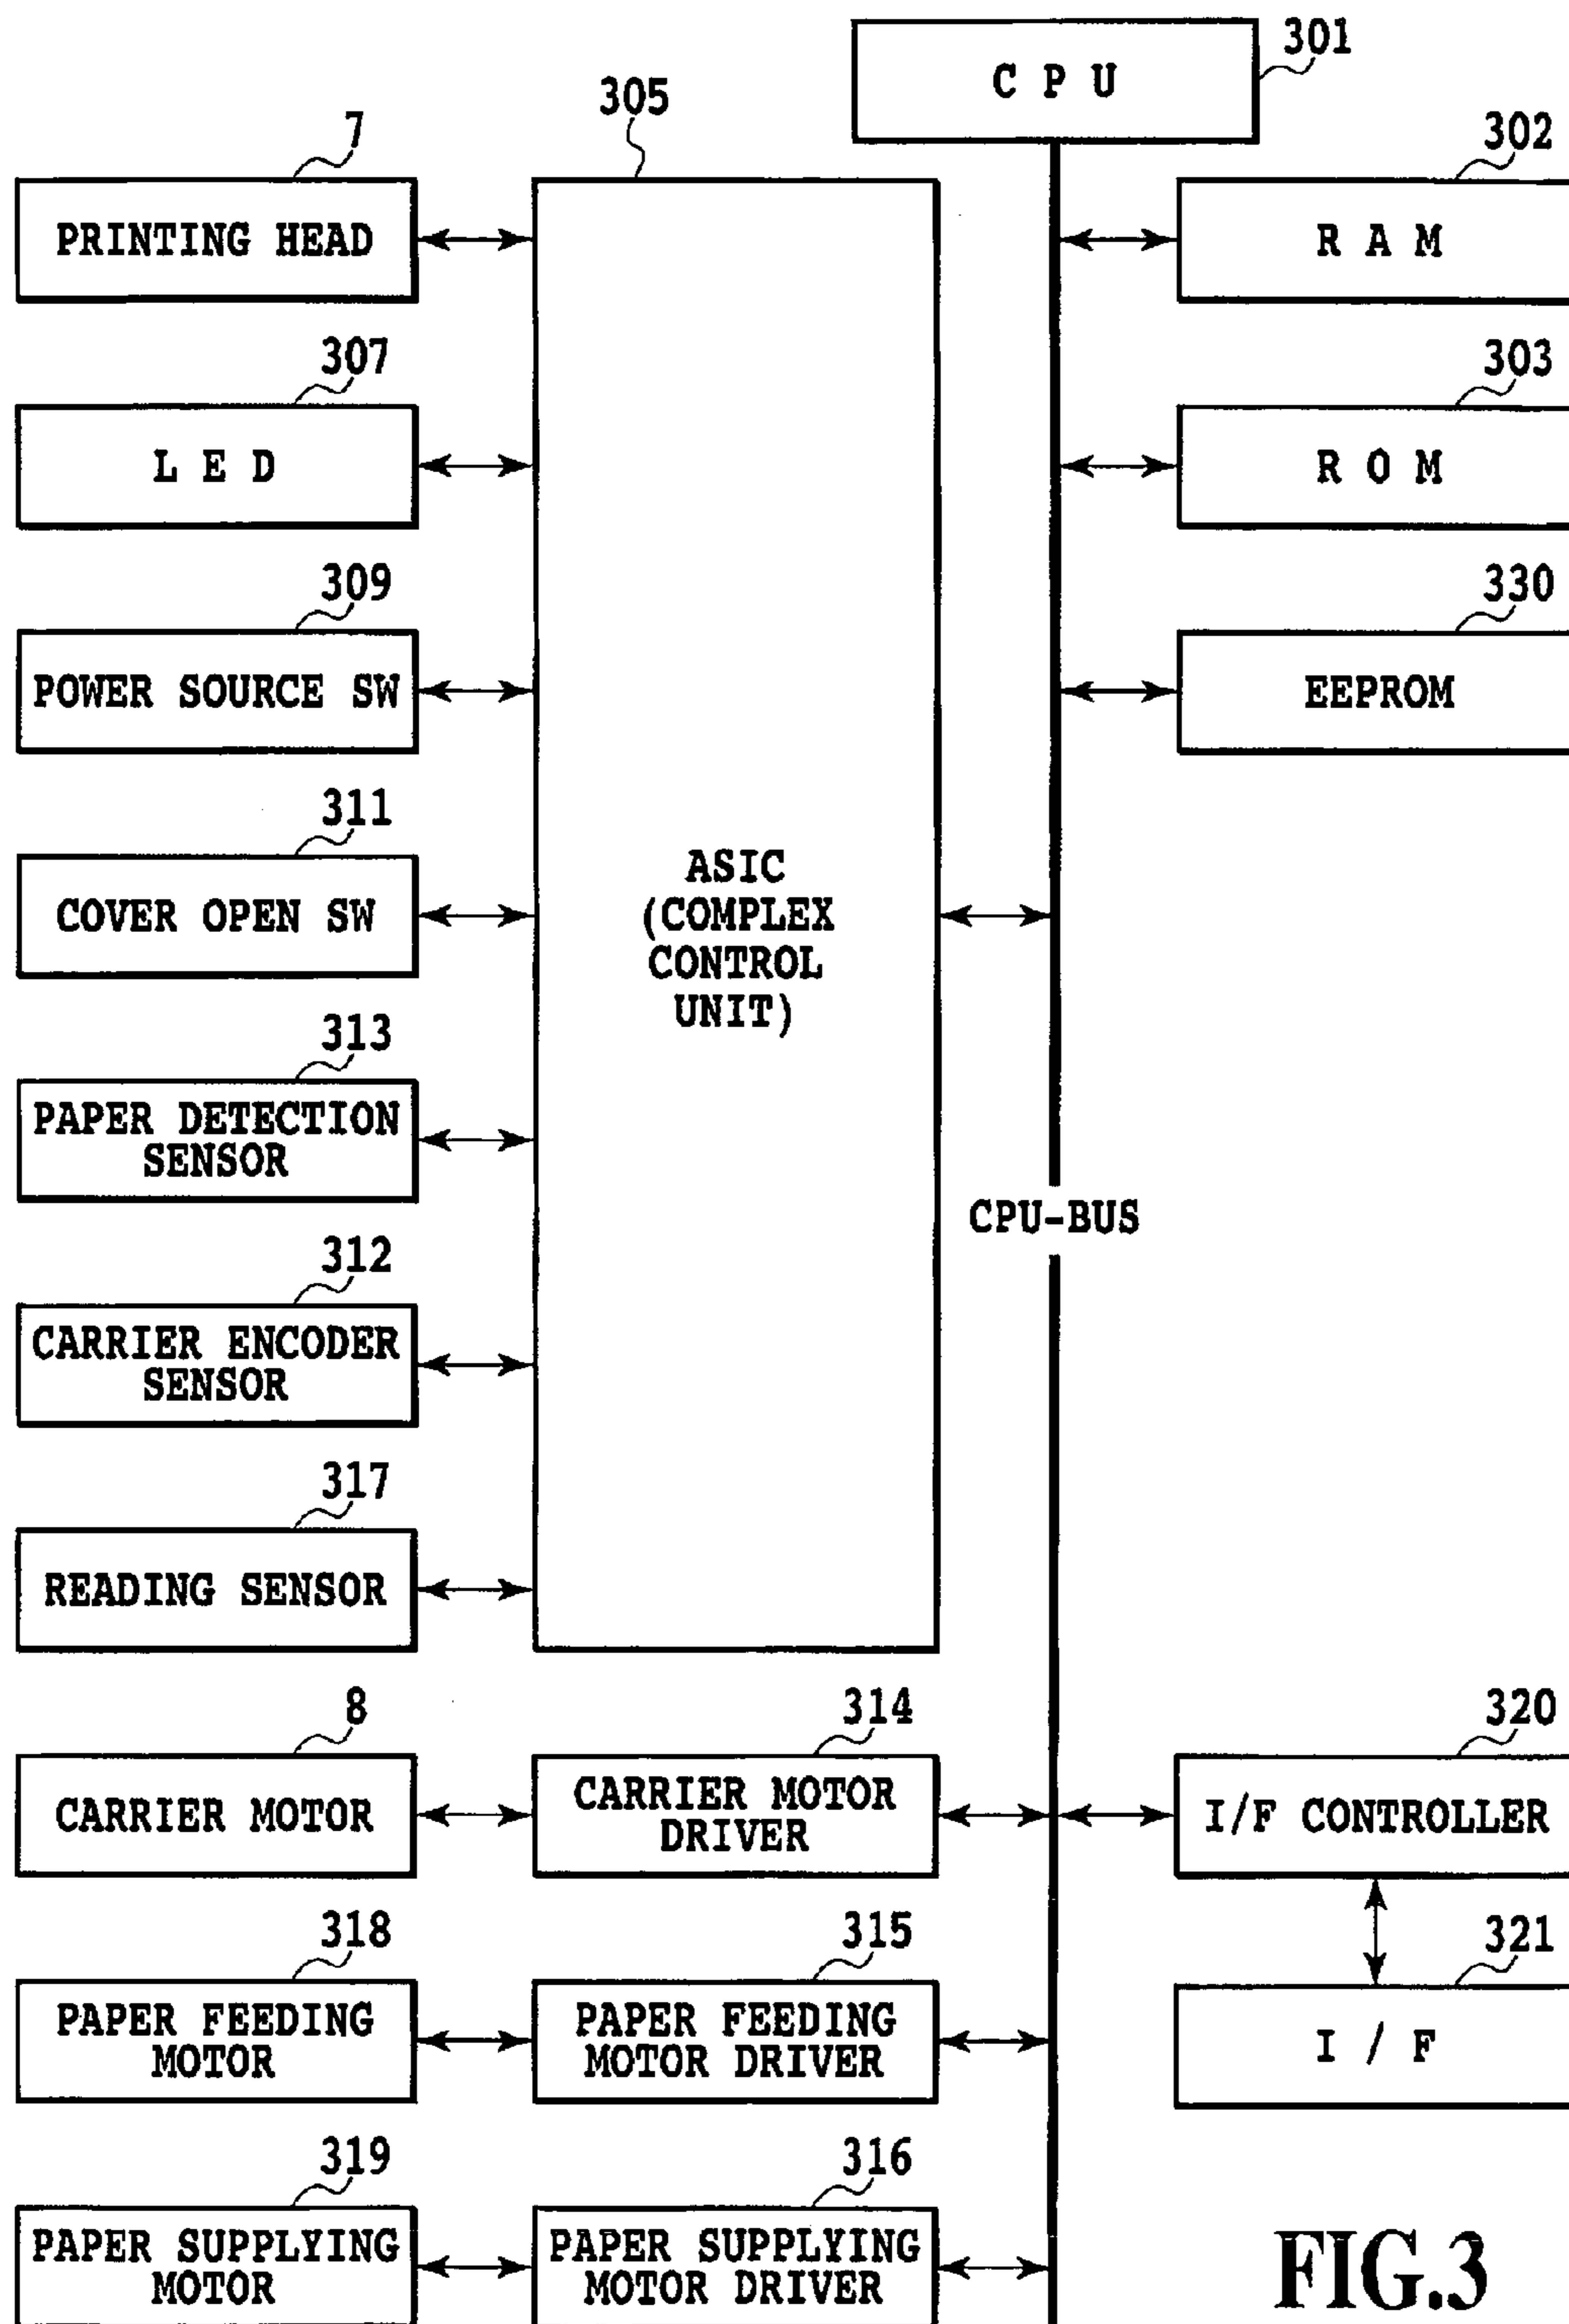 301
C P U
305
7
302
PRINTING HEAD
R A M
307
303
L E D
R O M
309
330
POWER SOURCE SW
EEPROM
311
COVER OPEN SW
ASIC
(COMPLEX
CONTROL
UNIT)
313
PAPER DETECTION
SENSOR
CPU-BUS
312
CARRIER ENCODER
SENSOR
317
READING SENSOR
8
314
320
CARRIER MOTOR
CARRIER MOTOR
DRIVER
I/F CONTROLLER
318
315
321
PAPER FEEDING
MOTOR
PAPER FEEDING
MOTOR DRIVER
I / F
319
316
PAPER SUPPLYING
MOTOR
PAPER SUPPLYING
MOTOR DRIVER
FIG.3